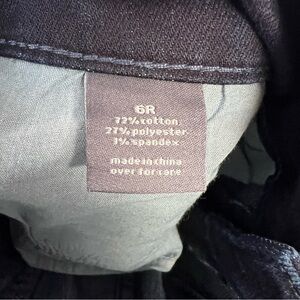 6R
72% cotton
27% polyester
1% spandex
made in china
over for care